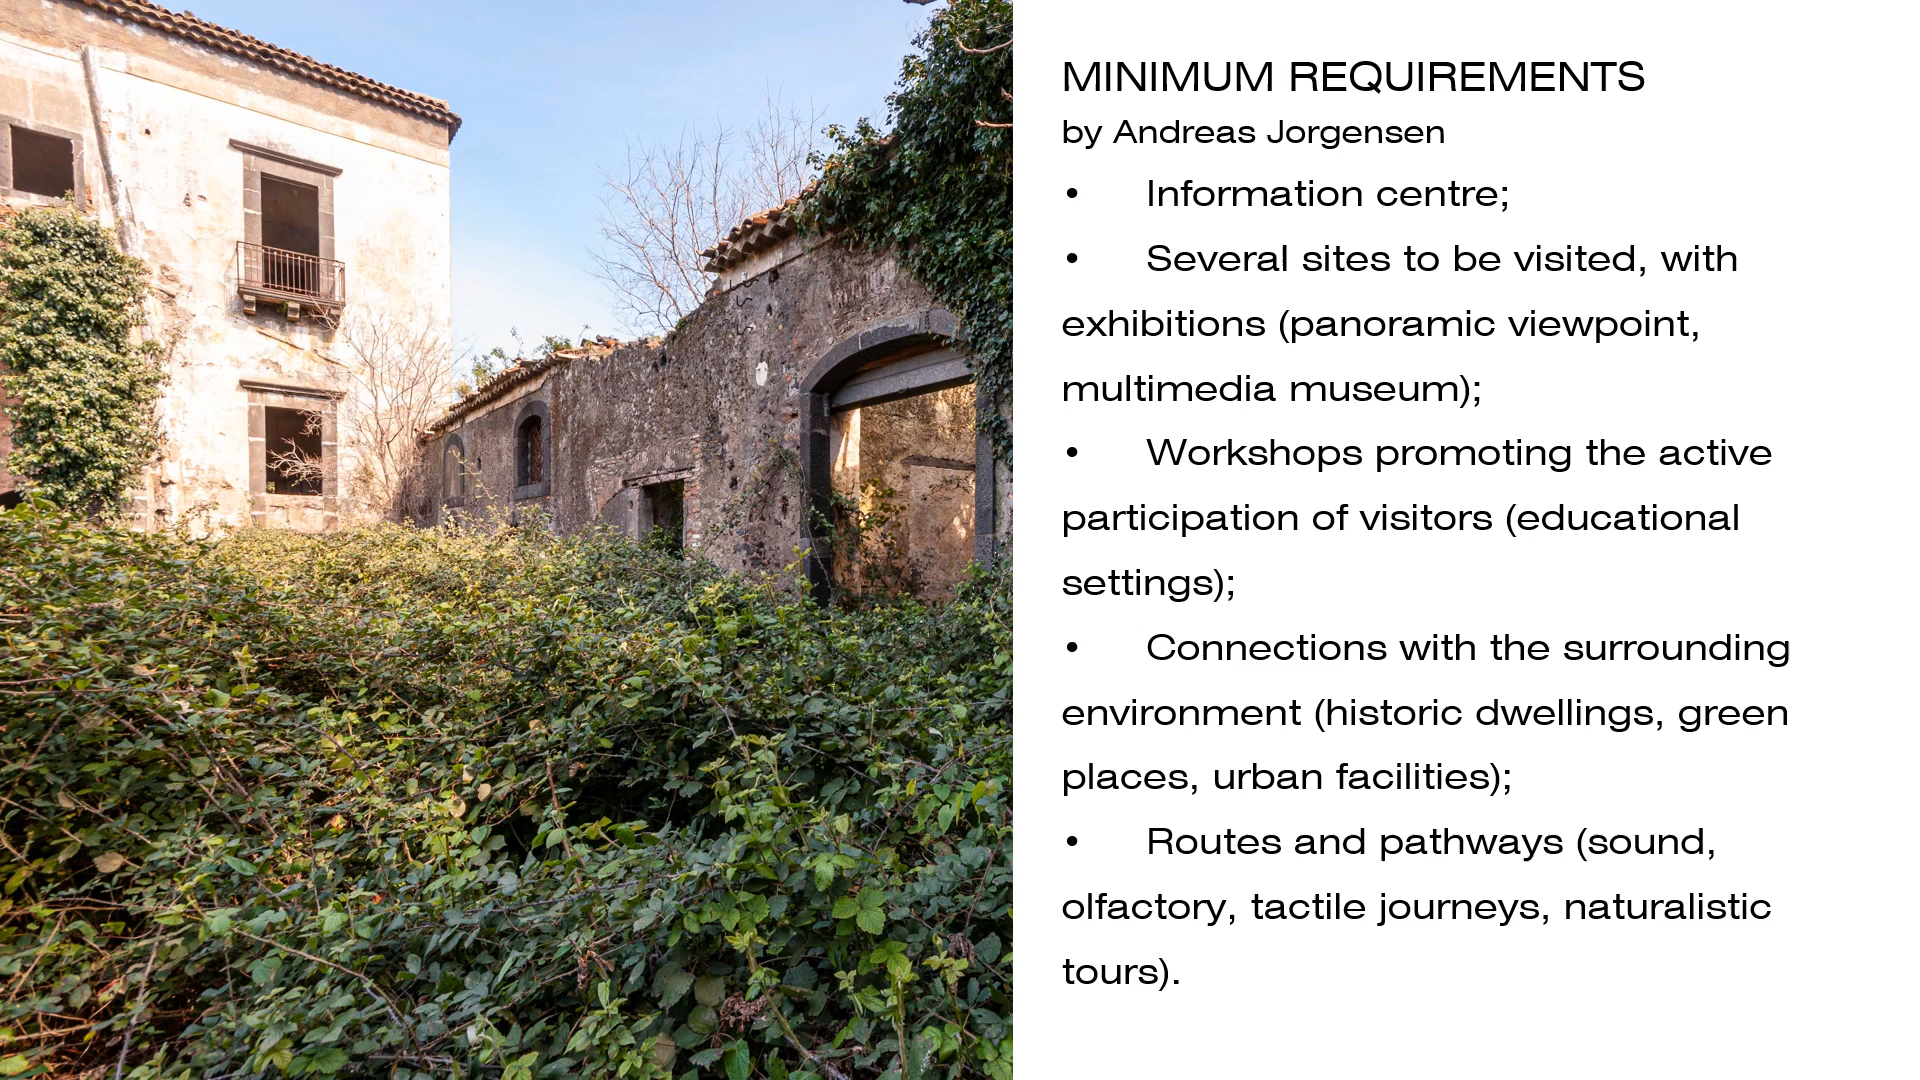 MINIMUM REQUIREMENTS
by Andreas Jorgensen
• Information centre;
• Several sites to be visited, with
exhibitions (panoramic viewpoint,
multimedia museum);
• Workshops promoting the active
participation of visitors (educational
settings);
• Connections with the surrounding
environment (historic dwellings, green
places, urban facilities);
• Routes and pathways (sound,
olfactory, tactile journeys, naturalistic
tours).